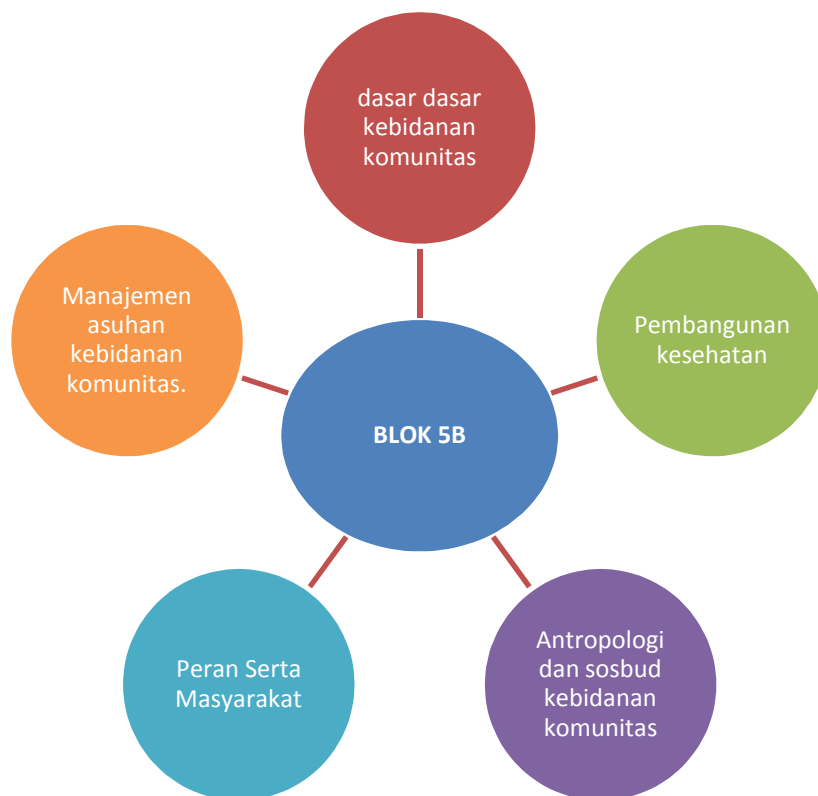 dasar dasar
kebidanan
komunitas
Manajemen
asuhan
kebidanan
komunitas.
Pembangunan
kesehatan
BLOK 5B
Peran Serta
Masyarakat
Antropologi
dan sosbud
kebidanan
komunitas